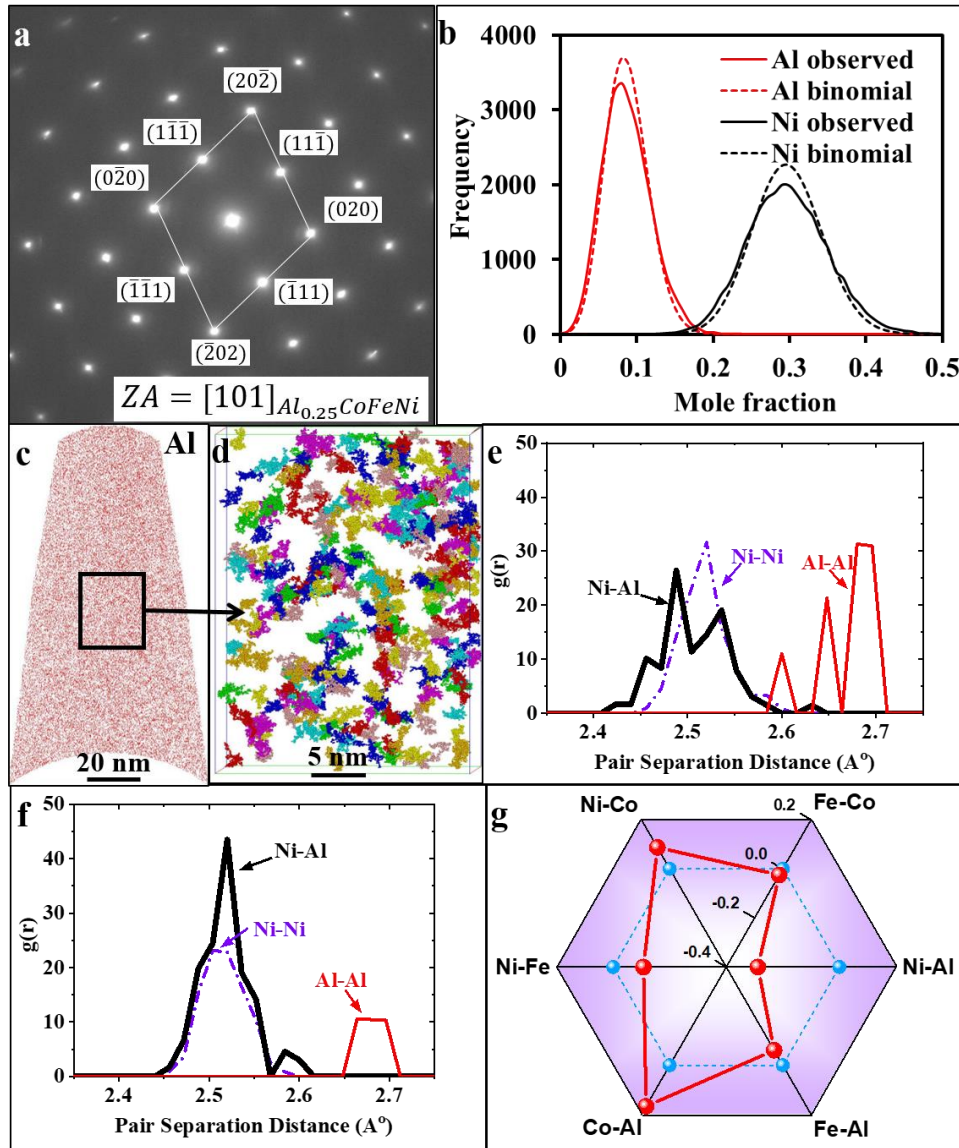 a
(202̅)
(11̅1̅)
(111̅)
(02̅0)
(020)
(1̅1̅1)
(1̅11)
(2̅02)
ZA = [101]Al0.25CoFeNi
b
4000
3000
2000
1000
0
Frequency
Al observed
Al binomial
Ni observed
Ni binomial
0 0.1 0.2 0.3 0.4 0.5
Mole fraction
c
Al
20 nm
d
5 nm
e
50
40
30
20
10
0
g(r)
Ni-Al
Ni-Ni
Al-Al
2.4 2.5 2.6 2.7
Pair Separation Distance (A°)
f
50
40
30
20
10
0
g(r)
Ni-Al
Ni-Ni
Al-Al
2.4 2.5 2.6 2.7
Pair Separation Distance (A°)
g
Ni-Co
0.2
Fe-Co
0.0
-0.2
-0.4
Ni-Fe
Ni-Al
Co-Al
Fe-Al